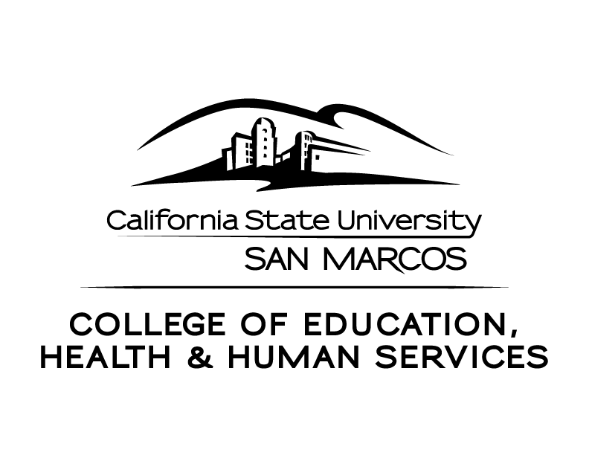 California State University
SAN MARCOS
COLLEGE OF EDUCATION,
HEALTH & HUMAN SERVICES